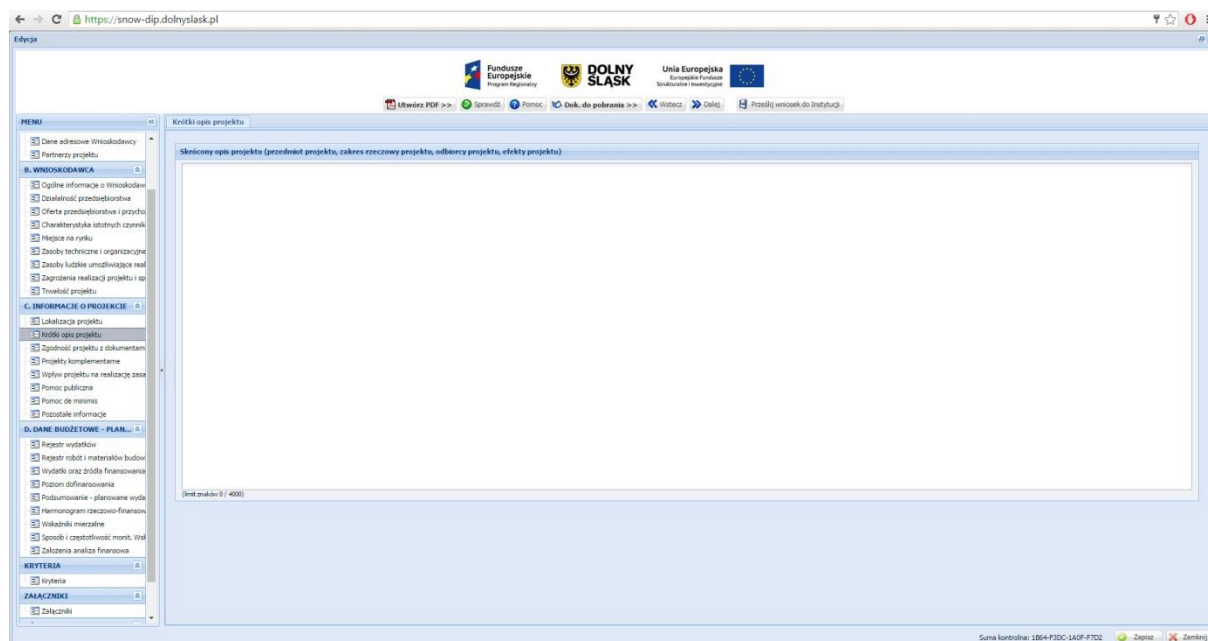 https://snow-dip.dolnyslask.pl
Edycja
Fundusze
Europejskie
Program Regionalny
DOLNY
ŚLĄSK
Unia Europejska
Europejskie Fundusze
Strukturalne i Inwestycyjne
Utwórz PDF >> Sprawdź Pomoc Dok. do pobrania >> Wstecz Dalej Prześlij wniosek do Instytucji
MENU
Krótki opis projektu
Dane adresowe Wnioskodawcy
Partnerzy projektu
B. WNIOSKODAWCA
Ogólne informacje o Wnioskodaw
Działalność przedsiębiorstwa
Oferta przedsiębiorstwa i przycho
Charakterystyka istotnych czynnik
Miejsce na rynku
Zasoby techniczne i organizacyjne
Zasoby ludzkie umożliwiające real
Zagrożenia realizacji projektu i sp
Trwałość projektu
C. INFORMACJE O PROJEKCIE
Lokalizacja projektu
Krótki opis projektu
Zgodność projektu z dokumentam
Projekty komplementarne
Wpływ projektu na realizację zasa
Pomoc publiczna
Pomoc de minimis
Pozostałe informacje
D. DANE BUDŻETOWE - PLAN...
Rejestr wydatków
Rejestr robót i materiałów budow
Wydatki oraz źródła finansowania
Poziom dofinansowania
Podsumowanie - planowane wyda
Harmonogram rzeczowo-finansow
Wskaźniki mierzalne
Sposób i częstotliwość monit. Wsk
Założenia analiza finansowa
KRYTERIA
Kryteria
ZAŁĄCZNIKI
Załączniki
Skrócony opis projektu (przedmiot projektu, zakres rzeczowy projektu, odbiorcy projektu, efekty projektu)
(limit znaków 0 / 4000)
Suma kontrolna: 1B64-F3DC-1A0F-F7D2 Zapisz Zamknij